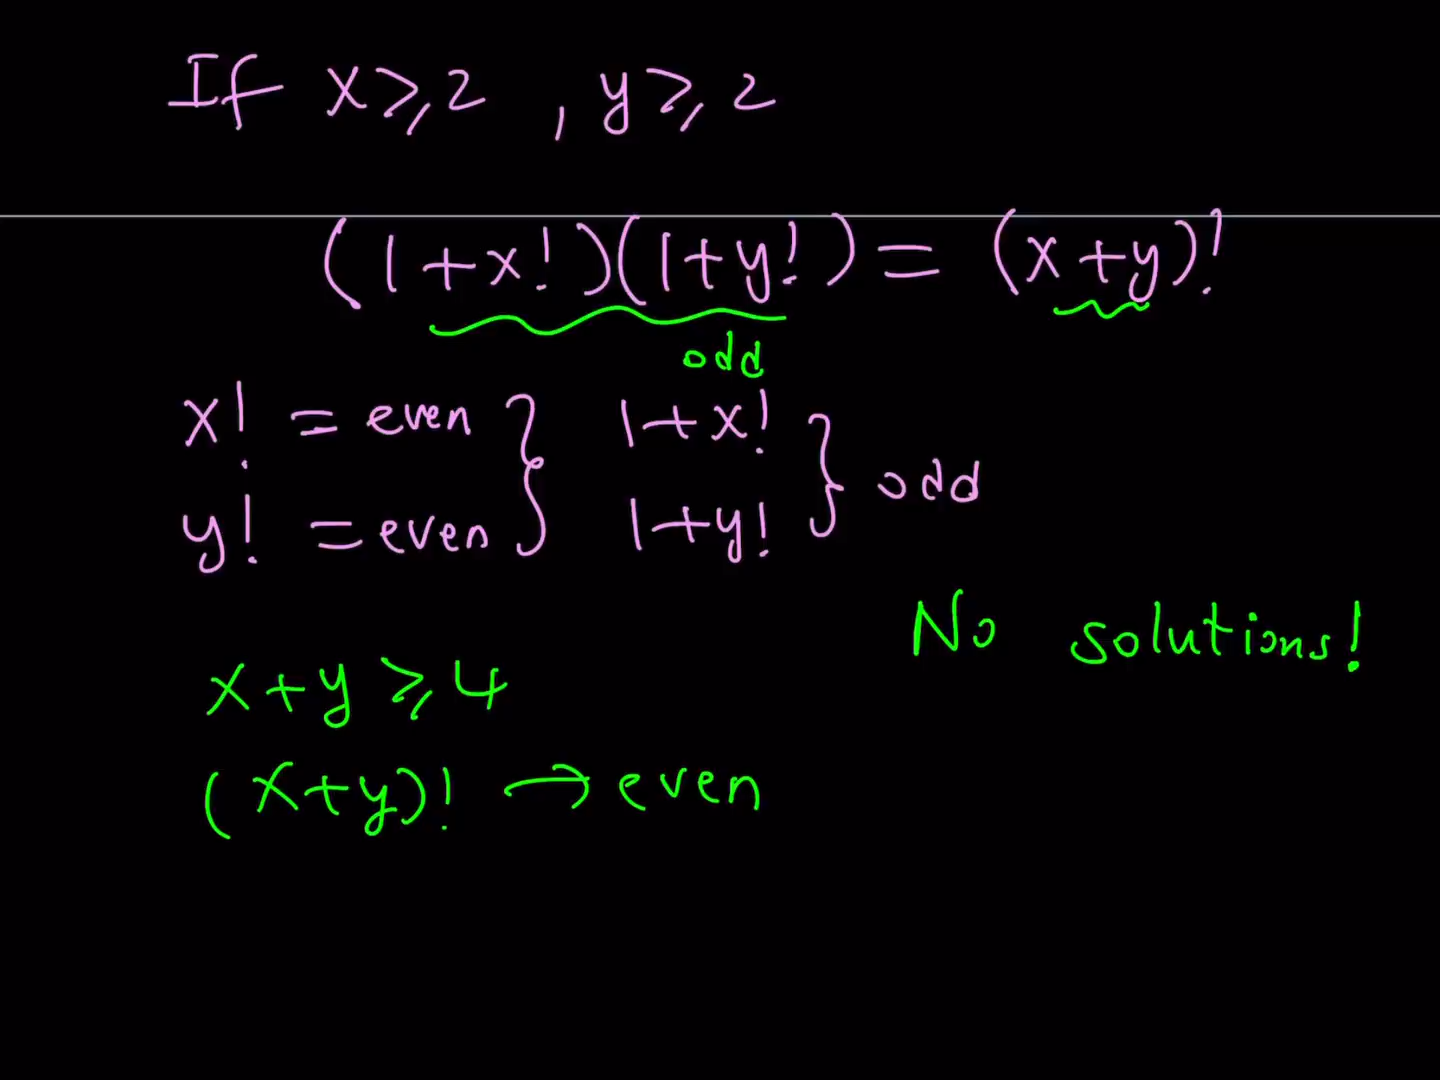 If x ⩾ 2 , y ⩾ 2
(1+x!)(1+y!) = (x+y)!
odd
x! = even } 1+x! } odd
y! = even } 1+y! }
No solutions!
x+y ⩾ 4
(x+y)! → even